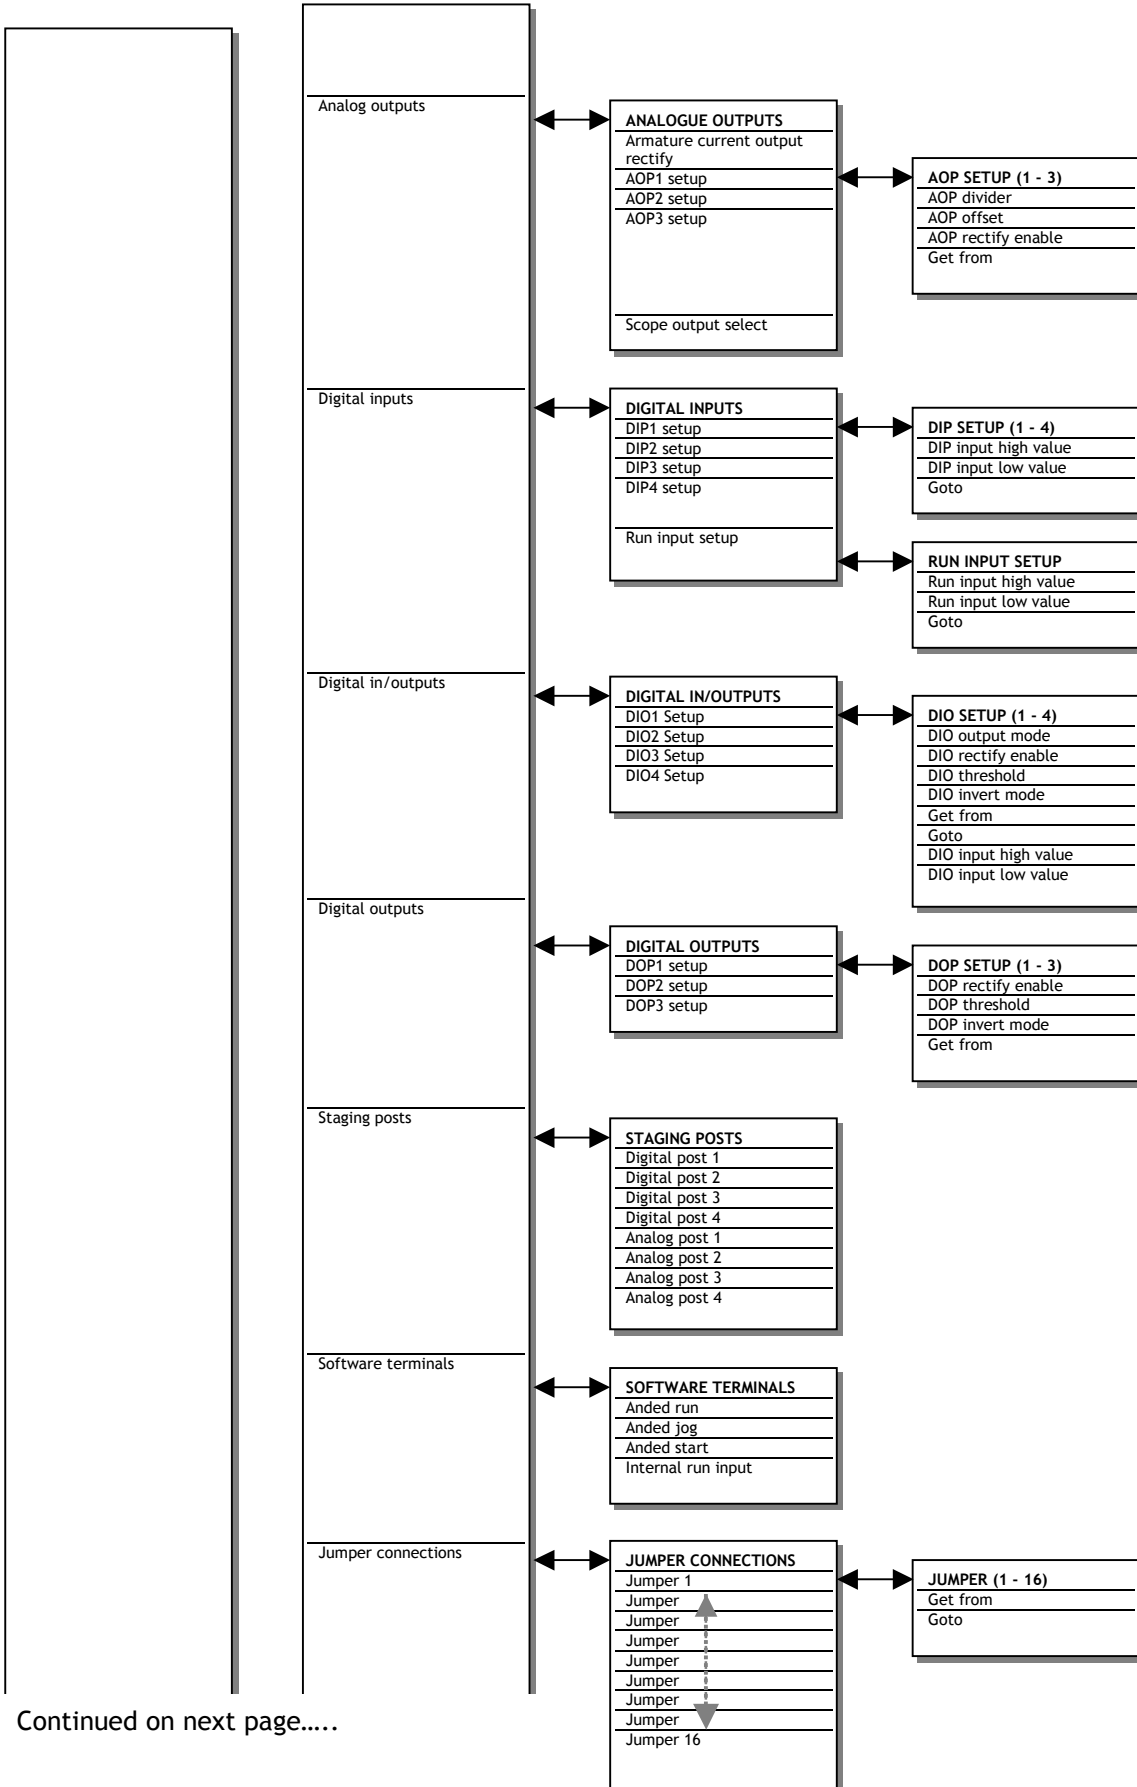 Analog outputs
ANALOGUE OUTPUTS
Armature current output
rectify
AOP1 setup
AOP2 setup
AOP3 setup
Scope output select
AOP SETUP (1 - 3)
AOP divider
AOP offset
AOP rectify enable
Get from
Digital inputs
DIGITAL INPUTS
DIP1 setup
DIP2 setup
DIP3 setup
DIP4 setup
Run input setup
DIP SETUP (1 - 4)
DIP input high value
DIP input low value
Goto
RUN INPUT SETUP
Run input high value
Run input low value
Goto
Digital in/outputs
DIGITAL IN/OUTPUTS
DIO1 Setup
DIO2 Setup
DIO3 Setup
DIO4 Setup
DIO SETUP (1 - 4)
DIO output mode
DIO rectify enable
DIO threshold
DIO invert mode
Get from
Goto
DIO input high value
DIO input low value
Digital outputs
DIGITAL OUTPUTS
DOP1 setup
DOP2 setup
DOP3 setup
DOP SETUP (1 - 3)
DOP rectify enable
DOP threshold
DOP invert mode
Get from
Staging posts
STAGING POSTS
Digital post 1
Digital post 2
Digital post 3
Digital post 4
Analog post 1
Analog post 2
Analog post 3
Analog post 4
Software terminals
SOFTWARE TERMINALS
Anded run
Anded jog
Anded start
Internal run input
Jumper connections
JUMPER CONNECTIONS
Jumper 1
Jumper
Jumper
Jumper
Jumper
Jumper
Jumper
Jumper
Jumper 16
JUMPER (1 - 16)
Get from
Goto
Continued on next page.....